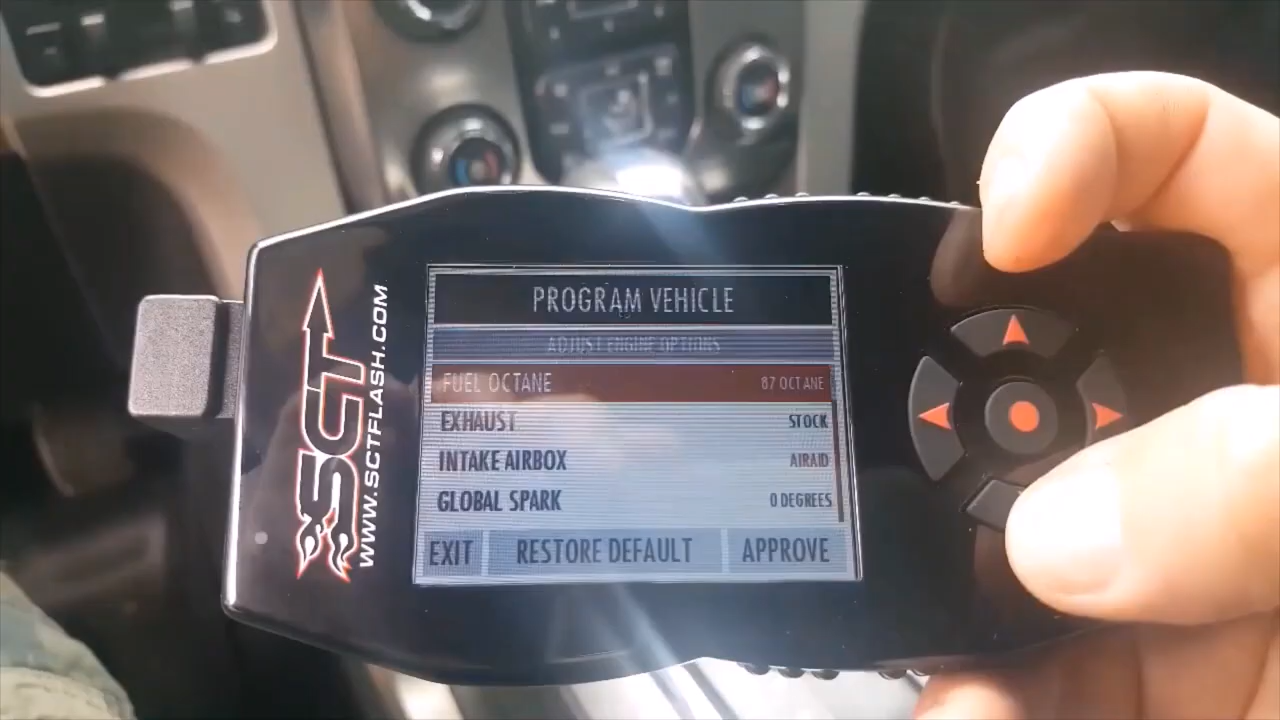 SCT
WWW.SCTFLASH.COM
PROGRAM VEHICLE
ADJUST ENGINE OPTIONS
FUEL OCTANE 87 OCTANE
EXHAUST STOCK
INTAKE AIRBOX AIRAID
GLOBAL SPARK 0 DEGREES
EXIT RESTORE DEFAULT APPROVE